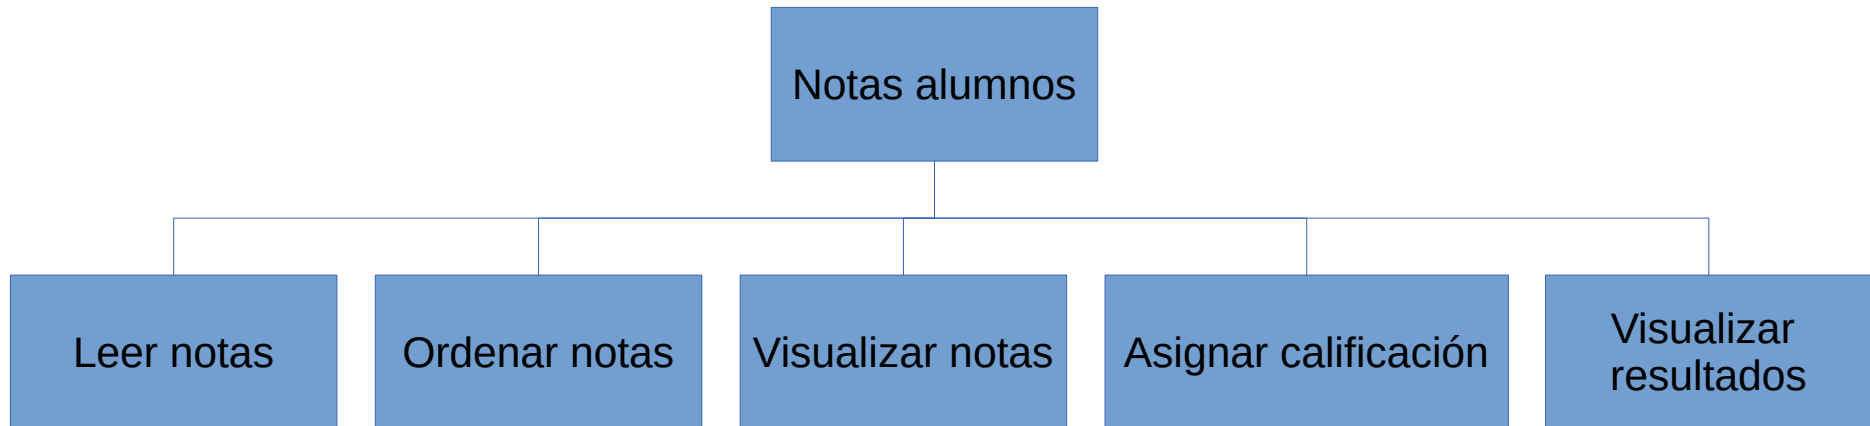 Notas alumnos
Leer notas
Ordenar notas
Visualizar notas
Asignar calificación
Visualizar
resultados